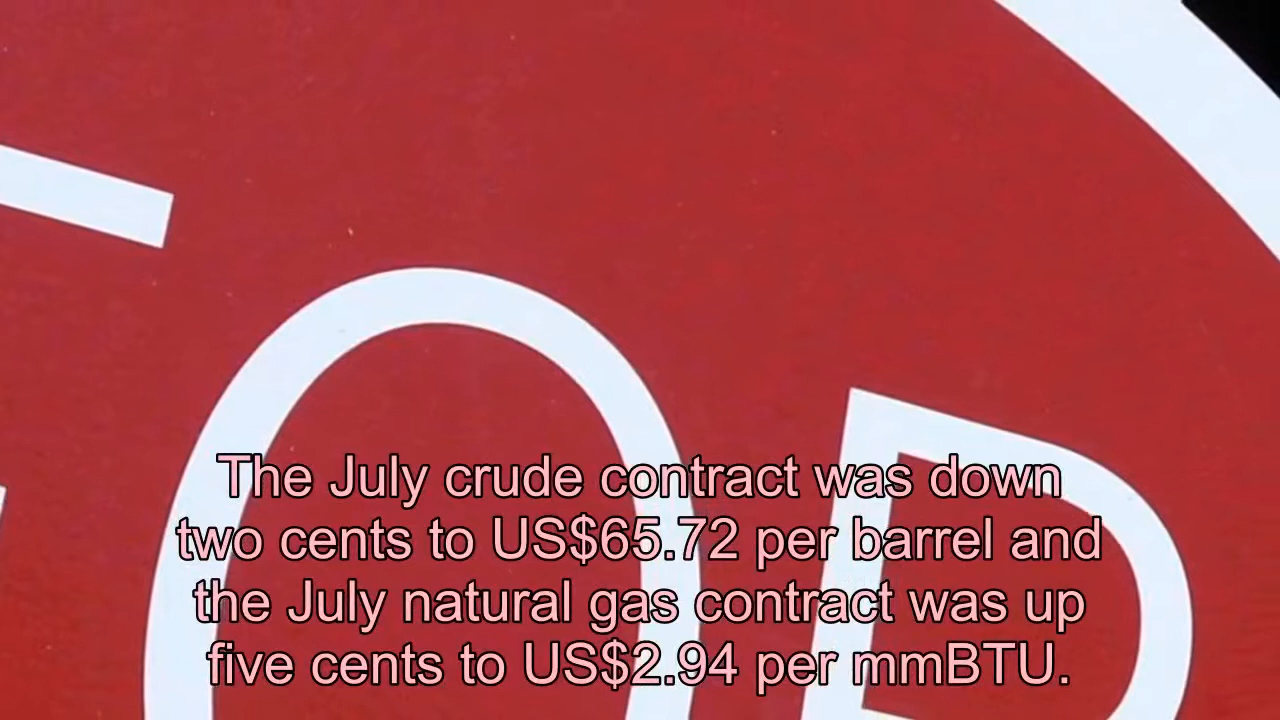 TOP
The July crude contract was down
two cents to US$65.72 per barrel and
the July natural gas contract was up
five cents to US$2.94 per mmBTU.